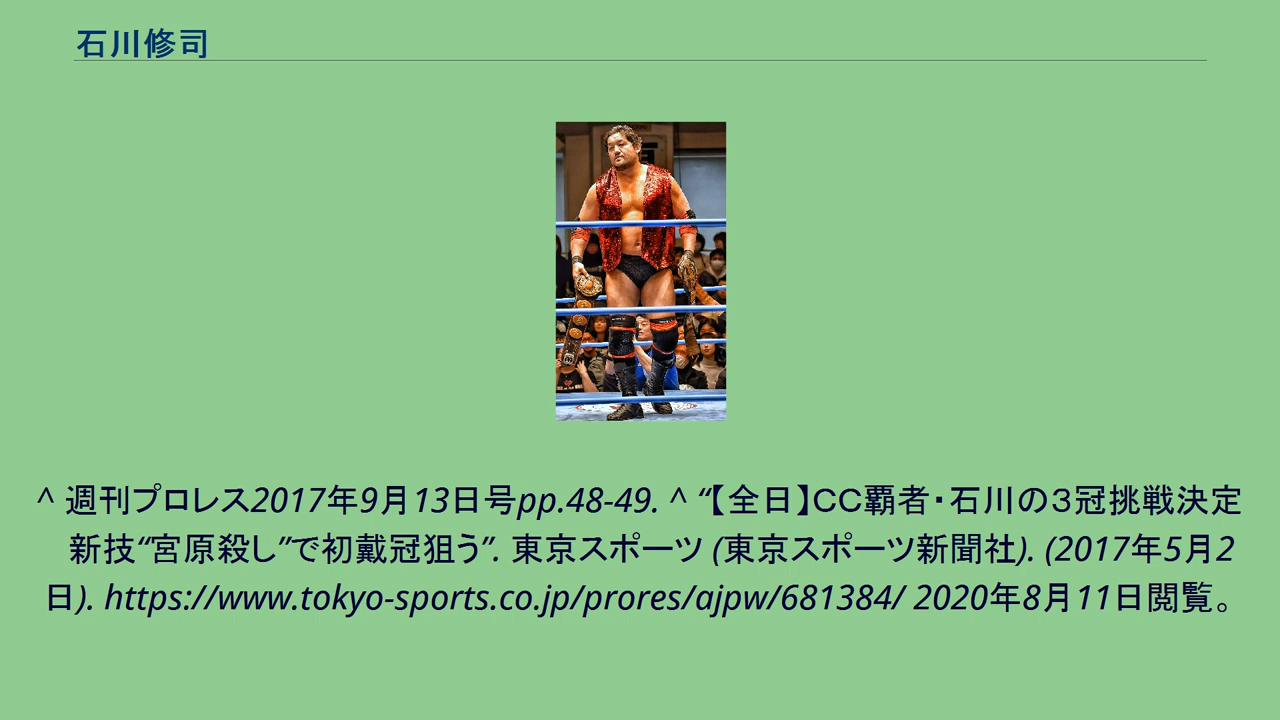 石川修司
^ 週刊プロレス2017年9月13日号pp.48-49. ^ “【全日】CC覇者・石川の３冠挑戦決定
新技“宮原殺し”で初戴冠狙う”. 東京スポーツ (東京スポーツ新聞社). (2017年5月2
日). https://www.tokyo-sports.co.jp/prores/ajpw/681384/ 2020年8月11日閲覧。